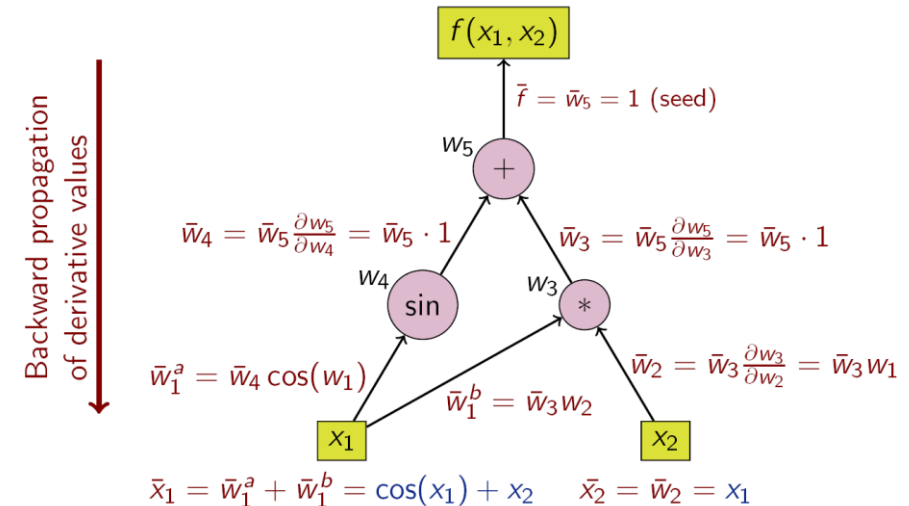 f(x₁, x₂)
f̄ = w̄₅ = 1 (seed)
w₅
+
Backward propagation
of derivative values
w̄₄ = w̄₅ ∂w₅/∂w₄ = w̄₅ · 1
w̄₃ = w̄₅ ∂w₅/∂w₃ = w̄₅ · 1
w₄
sin
w₃
*
w̄₁ᵃ = w̄₄ cos(w₁)
w̄₁ᵇ = w̄₃w₂
w̄₂ = w̄₃ ∂w₃/∂w₂ = w̄₃w₁
x₁
x₂
x̄₁ = w̄₁ᵃ + w̄₁ᵇ = cos(x₁) + x₂
x̄₂ = w̄₂ = x₁